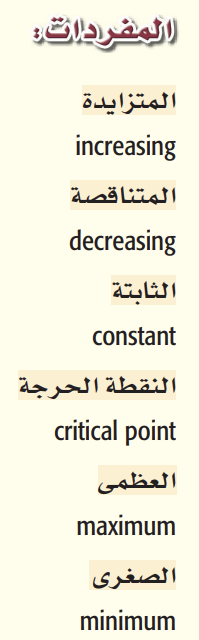 المفردات:
المتزايدة
increasing
المتناقصة
decreasing
الثابتة
constant
النقطة الحرجة
critical point
العظمى
maximum
الصغرى
minimum